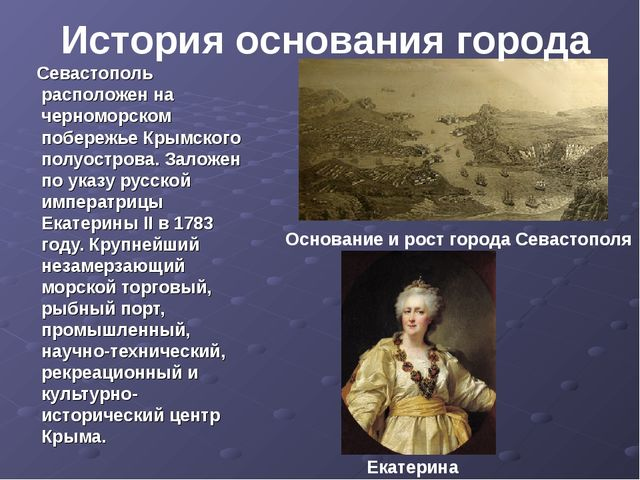 История основания города
Севастополь
расположен на
черноморском
побережье Крымского
полуострова. Заложен
по указу русской
императрицы
Екатерины II в 1783
году. Крупнейший
незамерзающий
морской торговый,
рыбный порт,
промышленный,
научно-технический,
рекреационный и
культурно-
исторический центр
Крыма.
Основание и рост города Севастополя
Екатерина